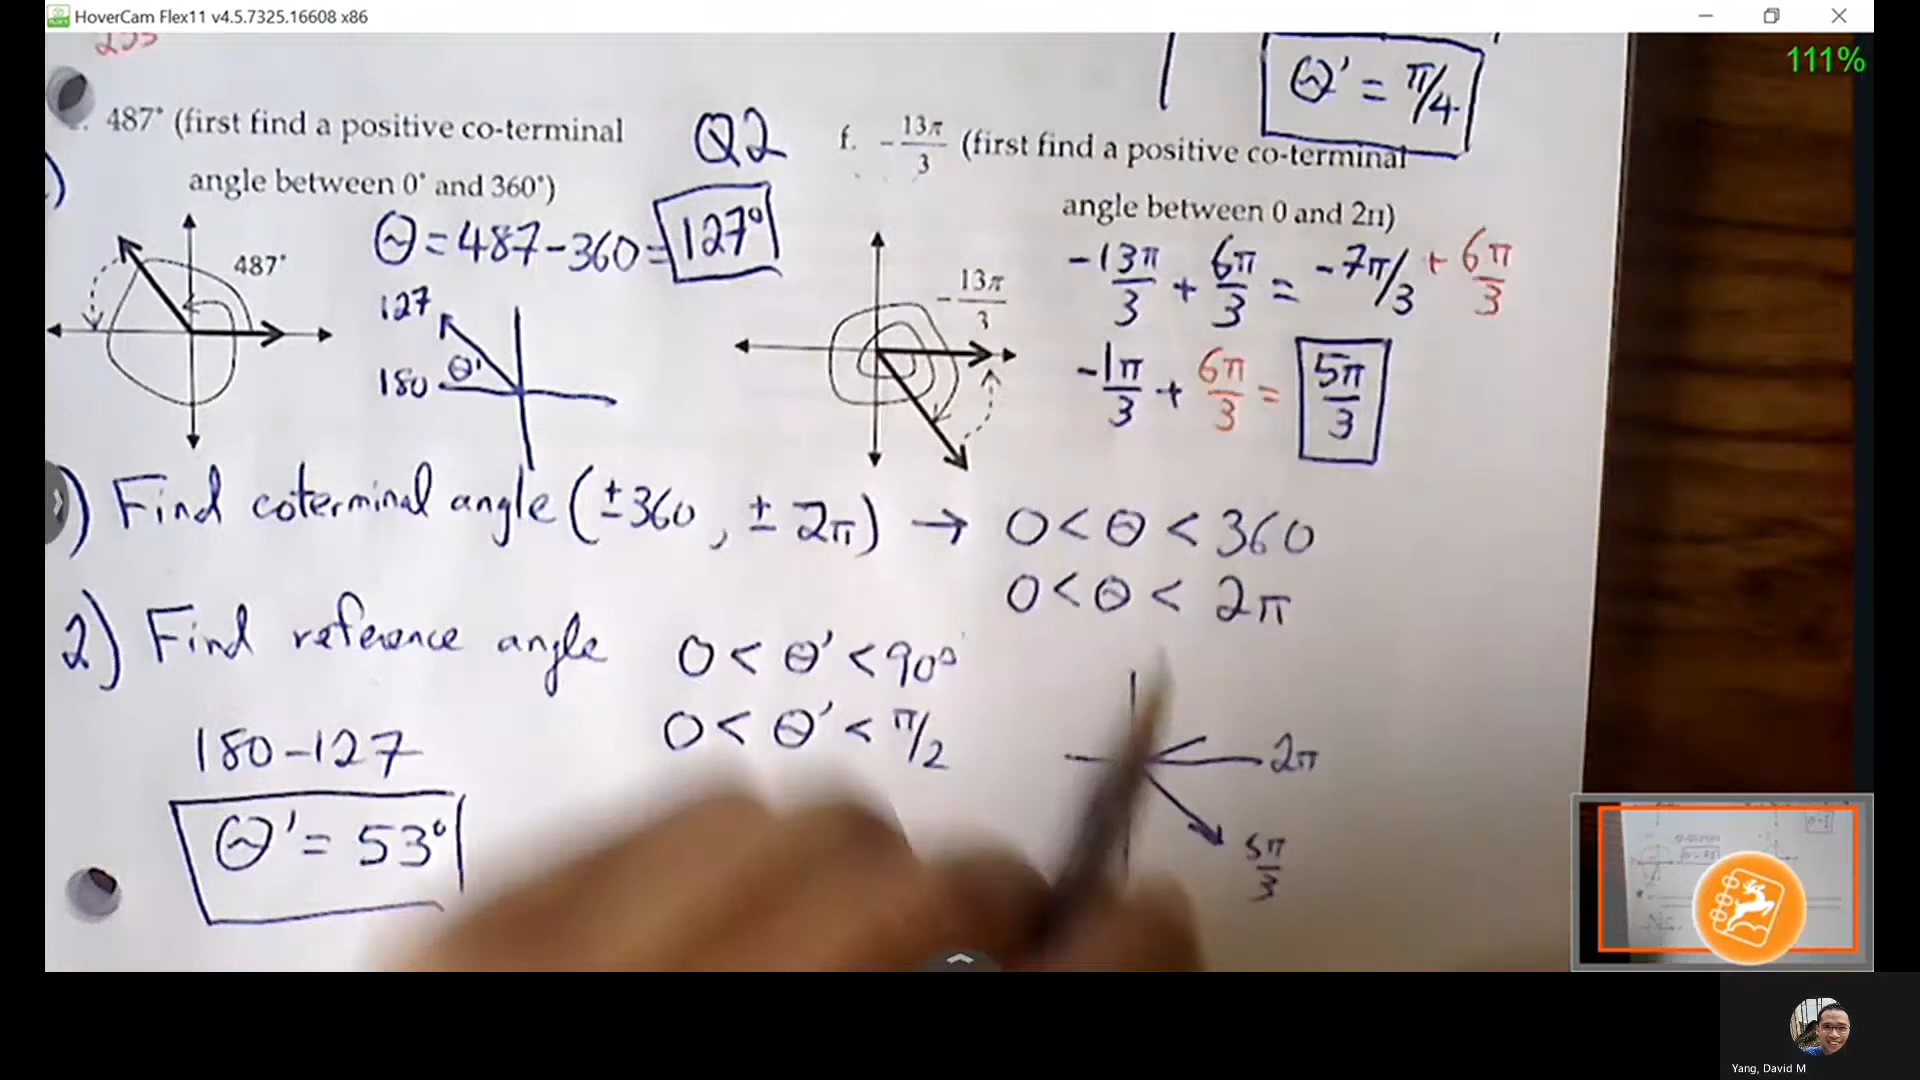 HoverCam Flex11 v4.5.7325.16608 x86
111%
Θ' = π/4
487° (first find a positive co-terminal
angle between 0° and 360°)
Q2
Θ = 487 - 360 = 127°
487°
127
180 Θ'
f. -13π/3 (first find a positive co-terminal
angle between 0 and 2π)
-13π/3
-13π/3 + 6π/3 = -7π/3 + 6π/3
-1π/3 + 6π/3 = 5π/3
) Find coterminal angle (±360, ± 2π) → 0 < Θ < 360
0 < Θ < 2π
2) Find reference angle 0 < Θ' < 90°
0 < Θ' < π/2
180 - 127
Θ' = 53°
2π
5π/3
Yang, David M